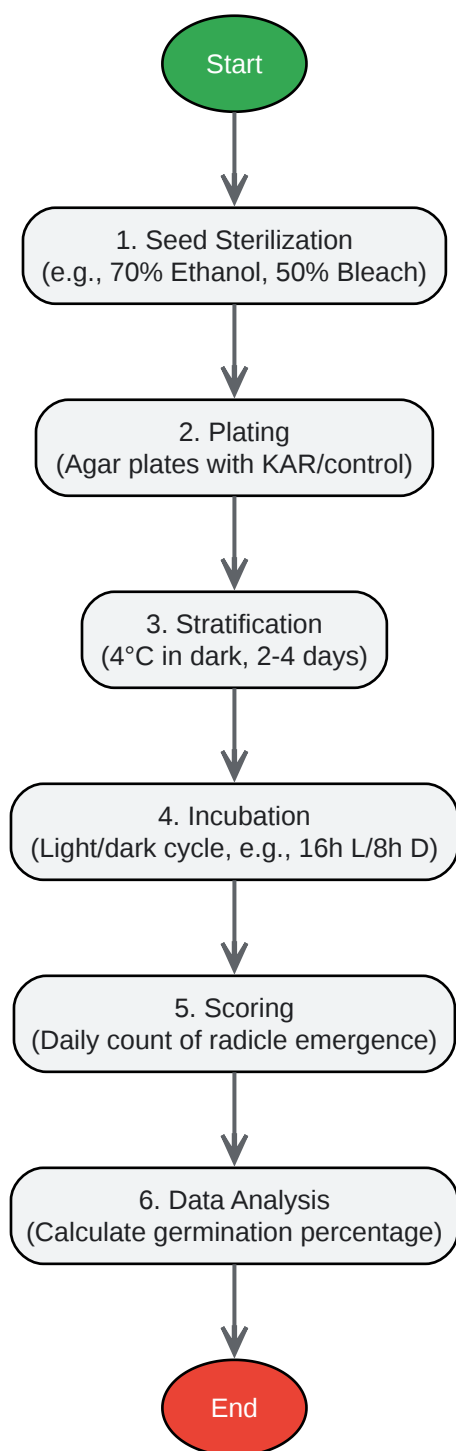 Start
1. Seed Sterilization
(e.g., 70% Ethanol, 50% Bleach)
2. Plating
(Agar plates with KAR/control)
3. Stratification
(4°C in dark, 2-4 days)
4. Incubation
(Light/dark cycle, e.g., 16h L/8h D)
5. Scoring
(Daily count of radicle emergence)
6. Data Analysis
(Calculate germination percentage)
End